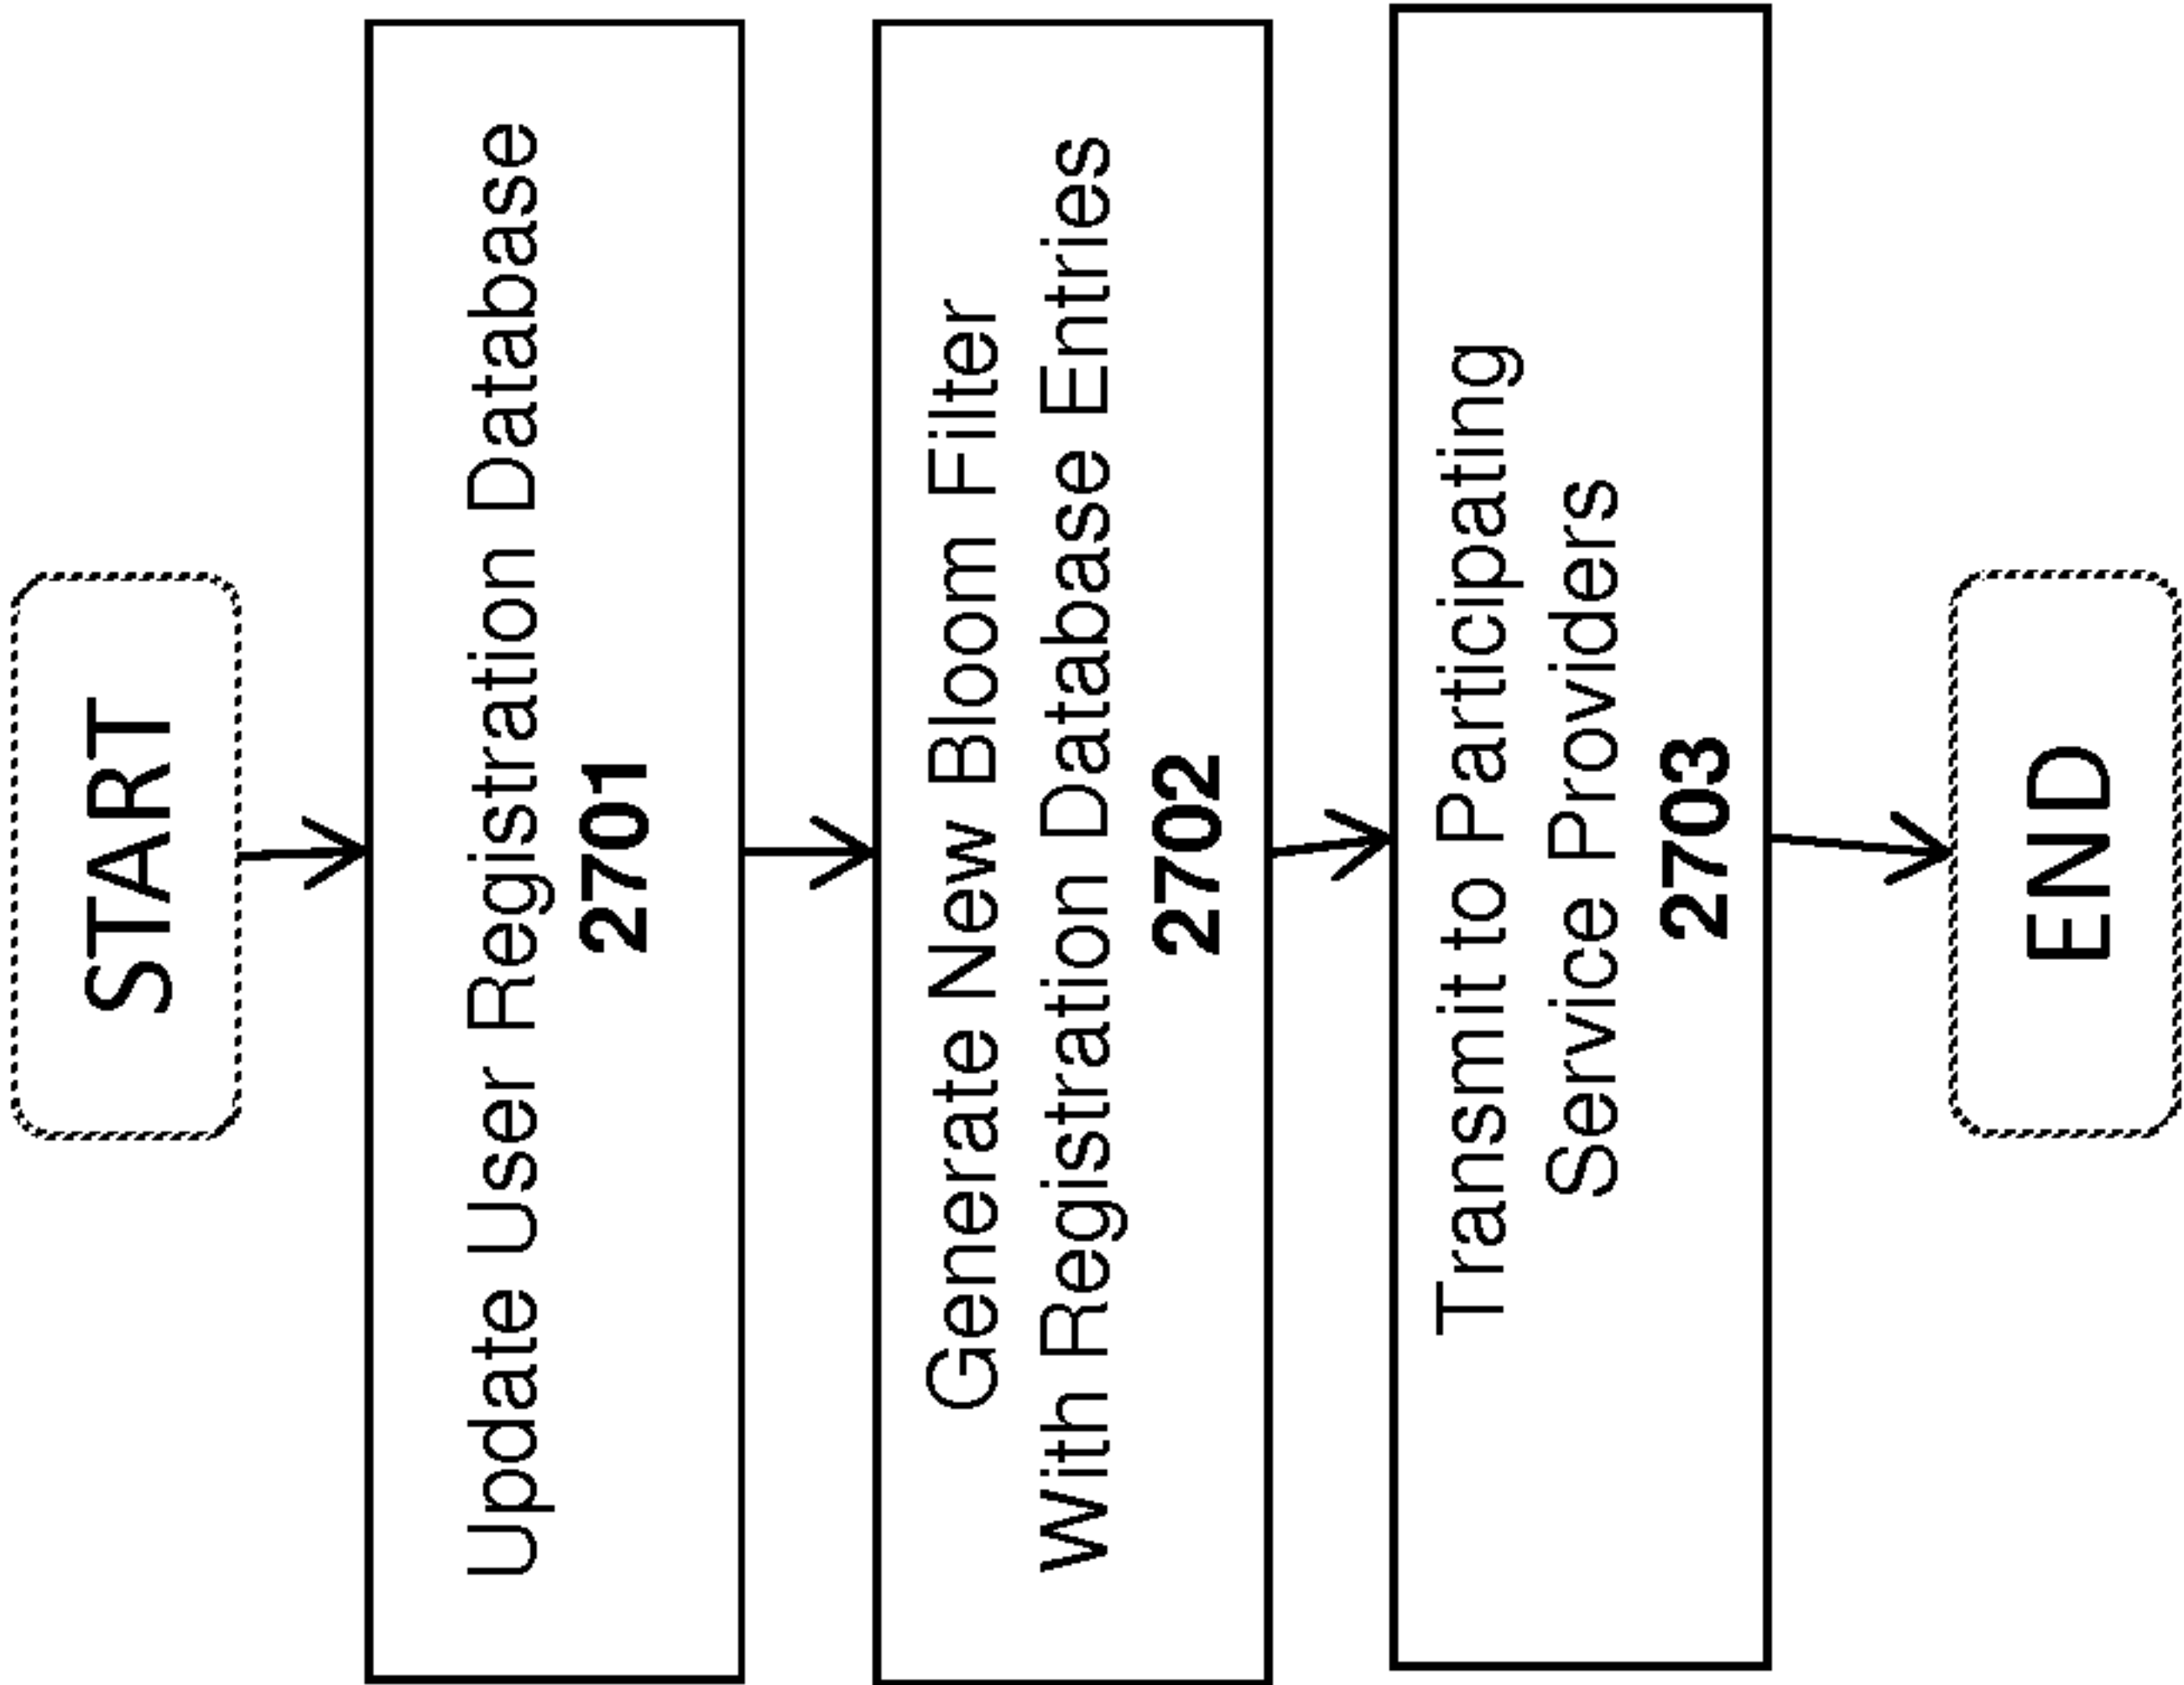 START
Update User Registration Database
2701
Generate New Bloom Filter
With Registration Database Entries
2702
Transmit to Participating
Service Providers
2703
END